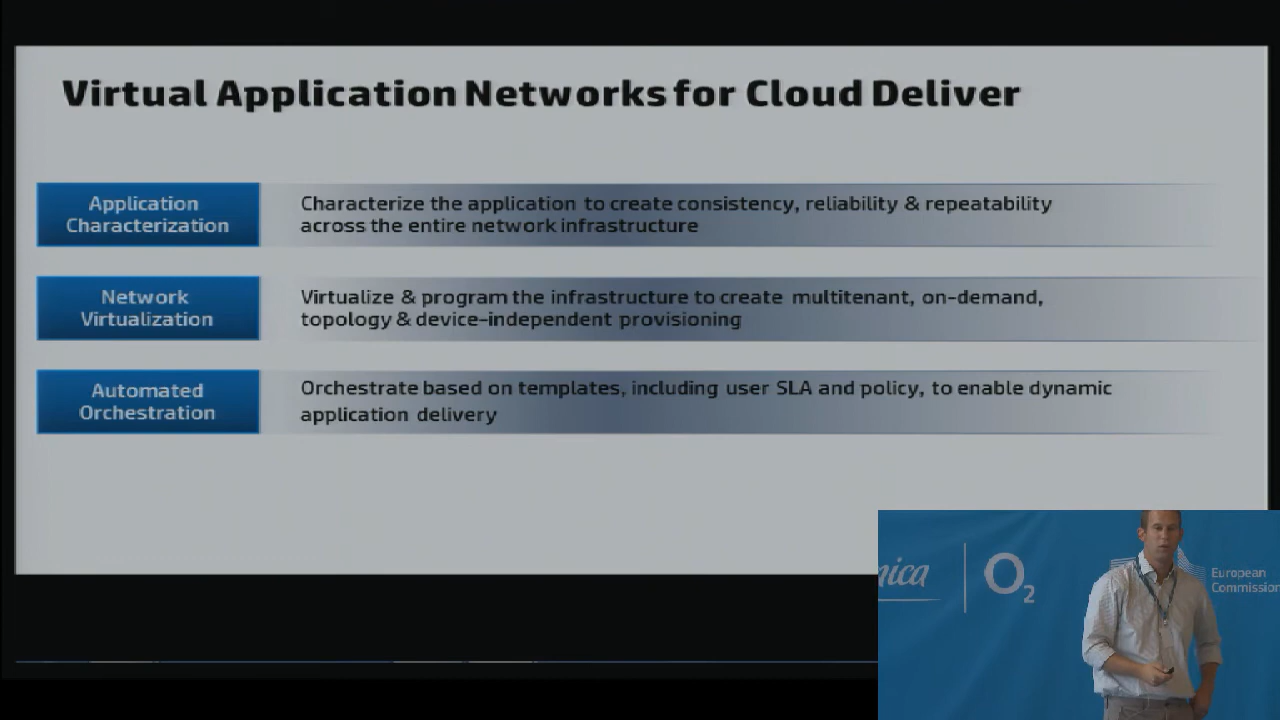 Virtual Application Networks for Cloud Deliver
Application
Characterization
Characterize the application to create consistency, reliability & repeatability
across the entire network infrastructure
Network
Virtualization
Virtualize & program the infrastructure to create multitenant, on-demand,
topology & device-independent provisioning
Automated
Orchestration
Orchestrate based on templates, including user SLA and policy, to enable dynamic
application delivery
nica
O2
European
Commission